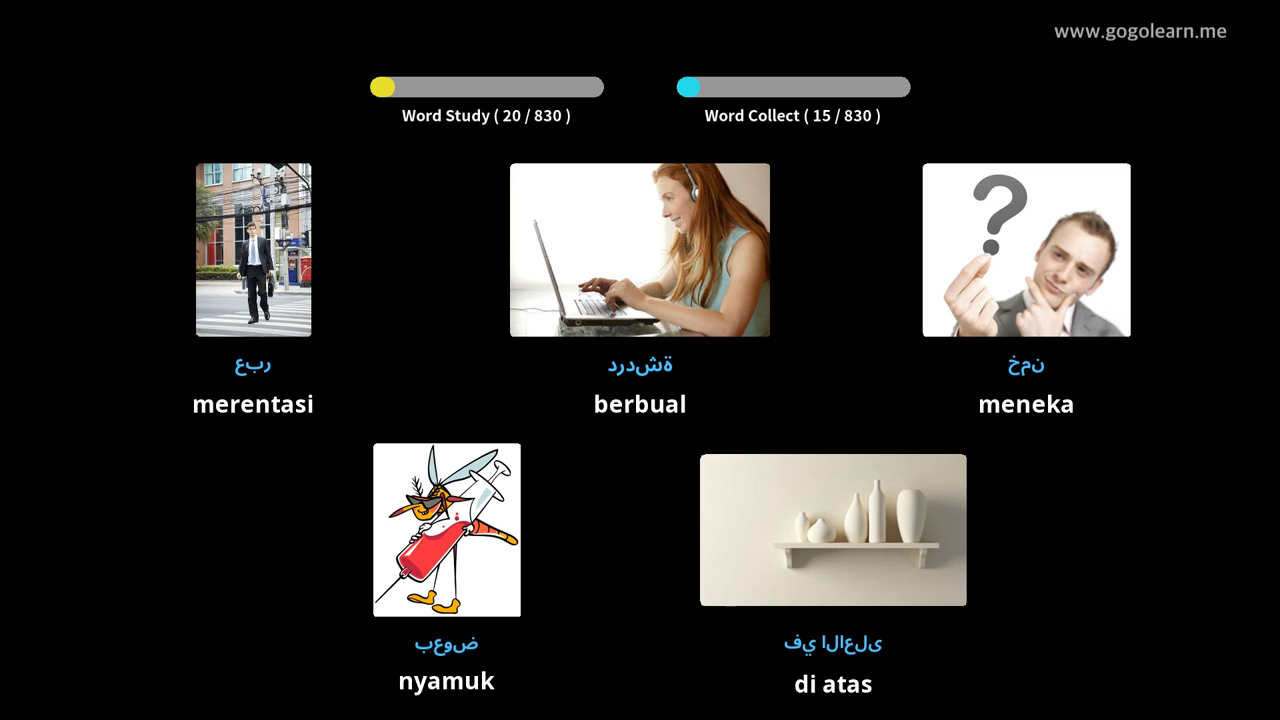 www.gogolearn.me
Word Study ( 20 / 830 )
Word Collect ( 15 / 830 )
عبر
دردشة
خمن
merentasi
berbual
meneka
بعوض
في الاعلى
nyamuk
di atas